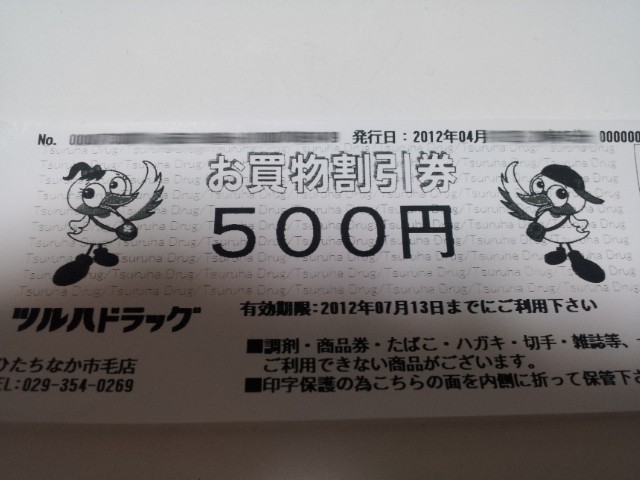 No. 000 発行日:2012年04月 0000000
お買物割引券
500円
ツルハドラッグ
有効期限:2012年07月13日までにご利用下さい
ひたちなか市毛店
TEL:029-354-0269
■調剤・商品券・たばこ・ハガキ・切手・雑誌等、
ご利用できない商品がございます。
■印字保護の為こちらの面を内側に折って保管下さ